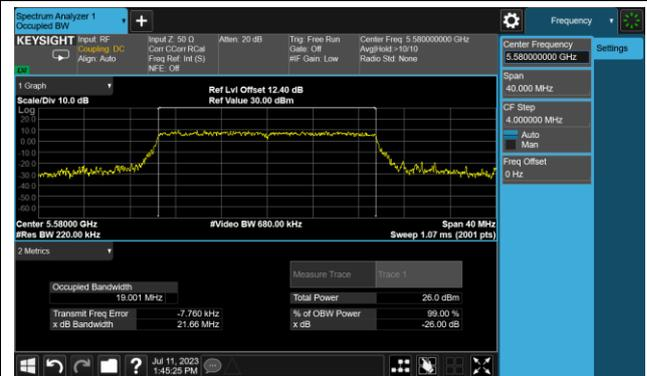 Spectrum Analyzer 1
Occupied BW
Frequency
KEYSIGHT
Input: RF
Coupling: DC
Align: Auto
Input Z: 50 Ω
Corr CCorr RCal
Freq Ref: Int (S)
NFE: Off
Atten: 20 dB
Trig: Free Run
Gate: Off
#IF Gain: Low
Center Freq: 5.580000000 GHz
Avg|Hold:>10/10
Radio Std: None
Center Frequency
5.580000000 GHz
Settings
Span
40.000 MHz
CF Step
4.000000 MHz
Auto
Man
Freq Offset
0 Hz
1 Graph
Scale/Div 10.0 dB
Ref Lvl Offset 12.40 dB
Ref Value 30.00 dBm
Log
20.0
10.0
0.00
-10.0
-20.0
-30.0
-40.0
-50.0
-60.0
Center 5.58000 GHz
#Video BW 680.00 kHz
Span 40 MHz
#Res BW 220.00 kHz
Sweep 1.07 ms (2001 pts)
2 Metrics
Measure Trace
Trace 1
Occupied Bandwidth
19.001 MHz
Total Power
26.0 dBm
Transmit Freq Error
-7.760 kHz
% of OBW Power
99.00 %
x dB Bandwidth
21.66 MHz
x dB
-26.00 dB
Jul 11, 2023
1:45:25 PM